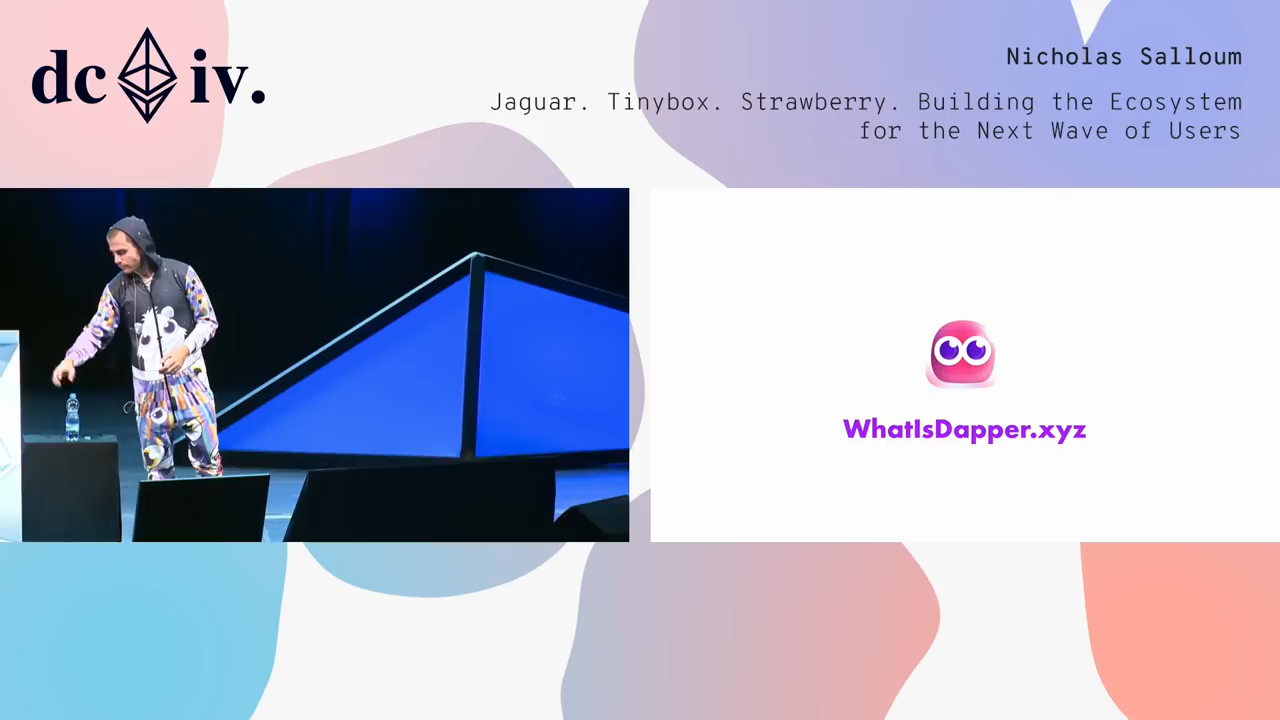 dc iv.
Nicholas Salloum
Jaguar. Tinybox. Strawberry. Building the Ecosystem
for the Next Wave of Users
WhatIsDapper.xyz